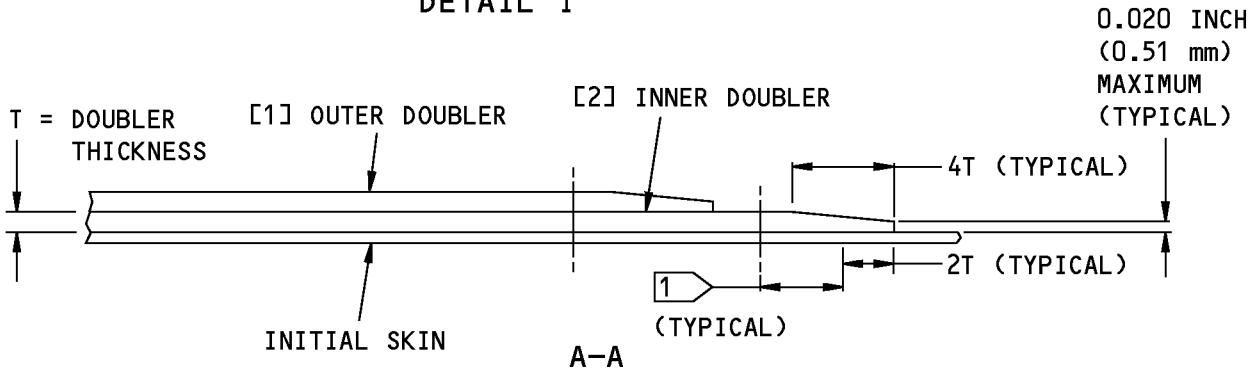 DETAIL I
0.020 INCH
(0.51 mm)
MAXIMUM
(TYPICAL)
T = DOUBLER
THICKNESS
[1] OUTER DOUBLER
[2] INNER DOUBLER
4T (TYPICAL)
2T (TYPICAL)
1
(TYPICAL)
INITIAL SKIN
A-A